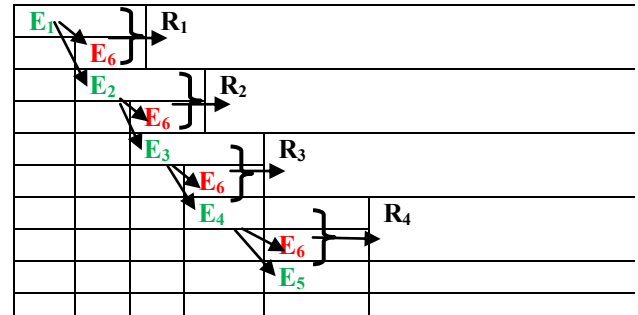 E₁ R₁
E₆
E₂ R₂
E₆
E₃ R₃
E₆
E₄ R₄
E₆
E₅